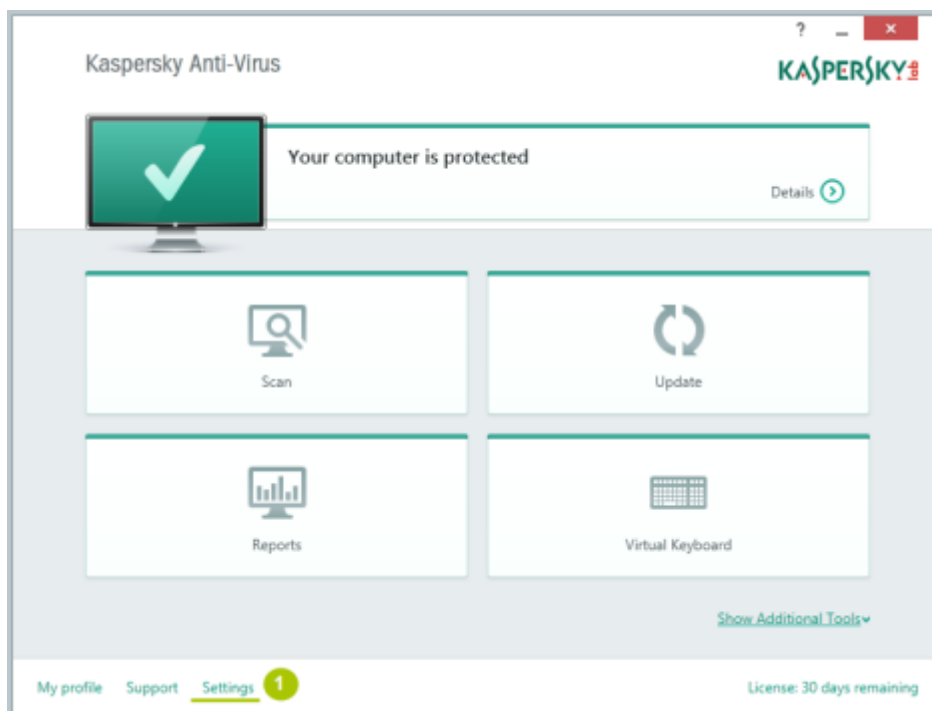 ? _ ×
Kaspersky Anti-Virus
KASPERSKY lab
Your computer is protected
Details
Scan
Update
Reports
Virtual Keyboard
Show Additional Tools
My profile Support Settings 1
License: 30 days remaining